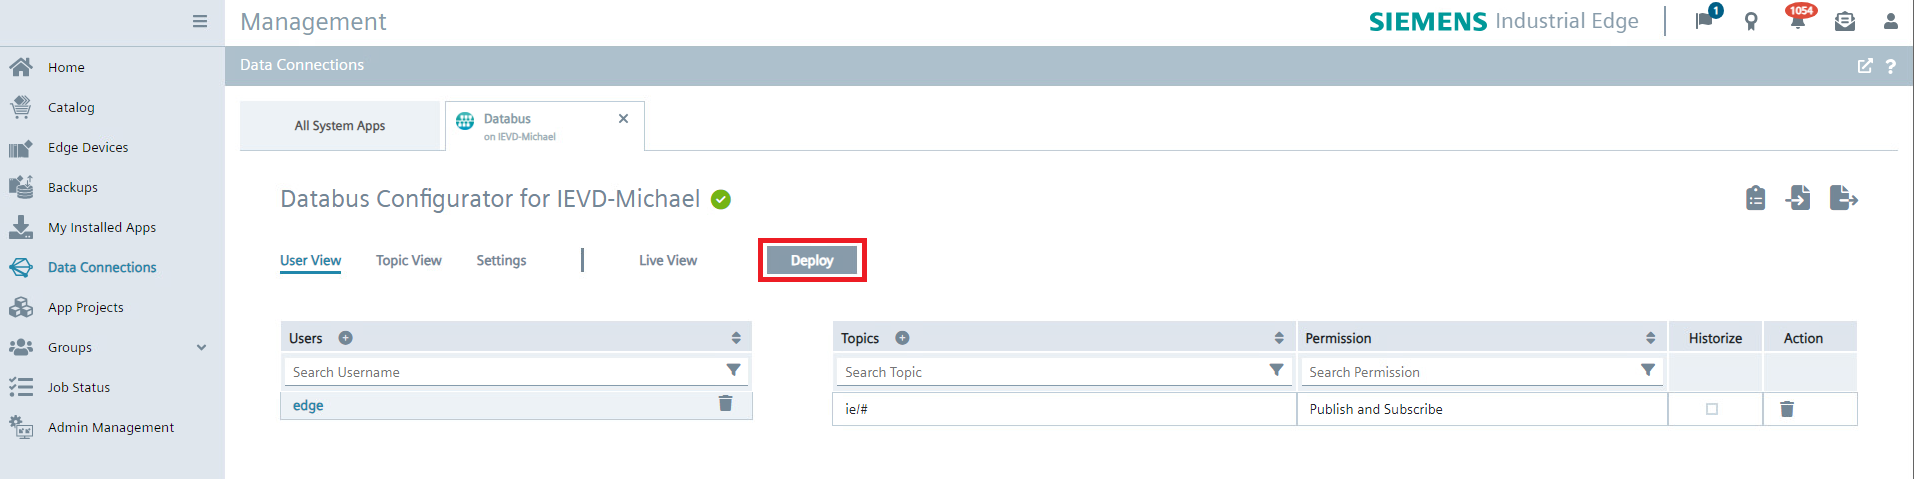 Management
SIEMENS Industrial Edge
1
1054
Data Connections
?
Home
Catalog
Edge Devices
Backups
My Installed Apps
Data Connections
App Projects
Groups
Job Status
Admin Management
All System Apps
Databus
on IEVD-Michael
Databus Configurator for IEVD-Michael
User View
Topic View
Settings
Live View
Deploy
Users
Search Username
edge
Topics
Permission
Historize
Action
Search Topic
Search Permission
ie/#
Publish and Subscribe